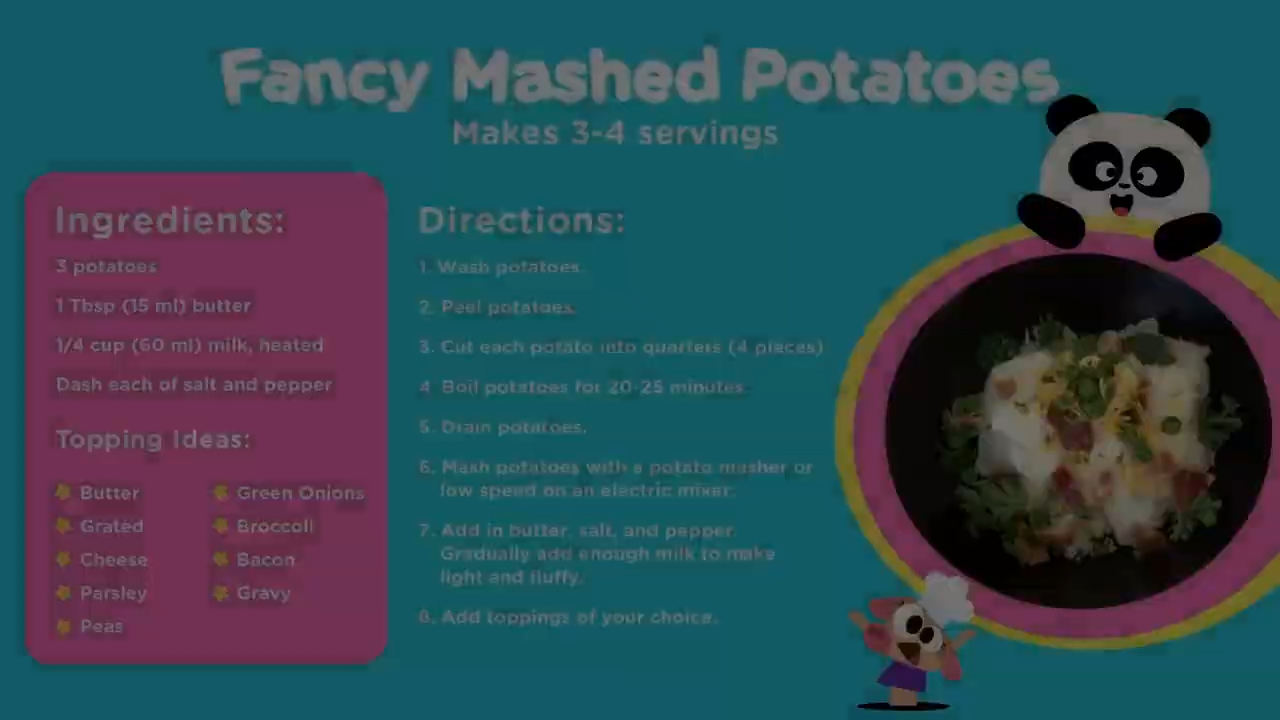 Fancy Mashed Potatoes
Makes 3-4 servings
Ingredients:
3 potatoes
1 Tbsp (15 ml) butter
1/4 cup (60 ml) milk, heated
Dash each of salt and pepper
Topping Ideas:
Butter
Grated
Cheese
Parsley
Peas
Green Onions
Broccoli
Bacon
Gravy
Directions:
1. Wash potatoes.
2. Peel potatoes.
3. Cut each potato into quarters (4 pieces)
4. Boil potatoes for 20-25 minutes.
5. Drain potatoes.
6. Mash potatoes with a potato masher or
low speed on an electric mixer.
7. Add in butter, salt, and pepper.
Gradually add enough milk to make
light and fluffy.
8. Add toppings of your choice.